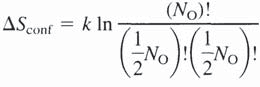 ΔS_conf = k ln (N_O)! / (1/2 N_O)! (1/2 N_O)!